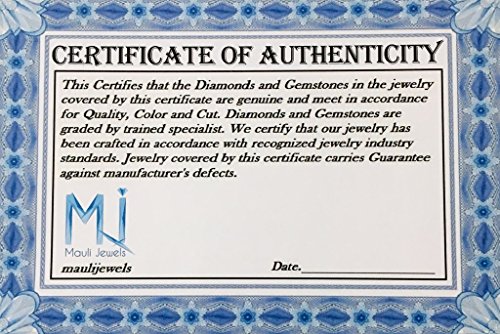 CERTIFICATE OF AUTHENTICITY
This Certifies that the Diamonds and Gemstones in the jewelry
covered by this certificate are genuine and meet in accordance
for Quality, Color and Cut. Diamonds and Gemstones are
graded by trained specialist. We certify that our jewelry has
been crafted in accordance with recognized jewelry industry
standards. Jewelry covered by this certificate carries Guarantee
against manufacturer's defects.
MJ
Mauli Jewels
maulijewels Date.____________________